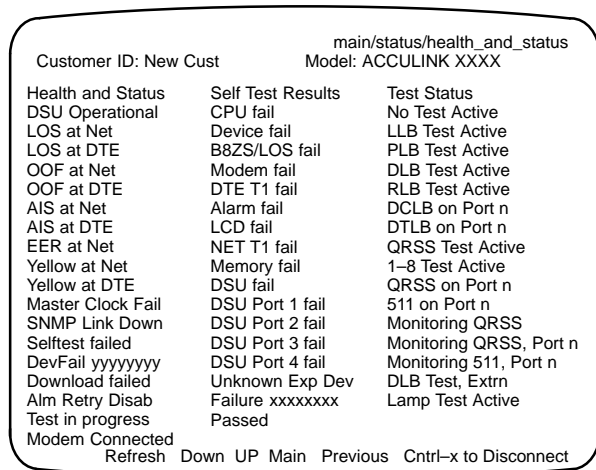 main/status/health_and_status
Customer ID: New Cust Model: ACCULINK XXXX
Health and Status Self Test Results Test Status
DSU Operational CPU fail No Test Active
LOS at Net Device fail LLB Test Active
LOS at DTE B8ZS/LOS fail PLB Test Active
OOF at Net Modem fail DLB Test Active
OOF at DTE DTE T1 fail RLB Test Active
AIS at Net Alarm fail DCLB on Port n
AIS at DTE LCD fail DTLB on Port n
EER at Net NET T1 fail QRSS Test Active
Yellow at Net Memory fail 1–8 Test Active
Yellow at DTE DSU fail QRSS on Port n
Master Clock Fail DSU Port 1 fail 511 on Port n
SNMP Link Down DSU Port 2 fail Monitoring QRSS
Selftest failed DSU Port 3 fail Monitoring QRSS, Port n
DevFail yyyyyyyy DSU Port 4 fail Monitoring 511, Port n
Download failed Unknown Exp Dev DLB Test, Extrn
Alm Retry Disab Failure xxxxxxxx Lamp Test Active
Test in progress Passed
Modem Connected
Refresh Down UP Main Previous Cntrl–x to Disconnect